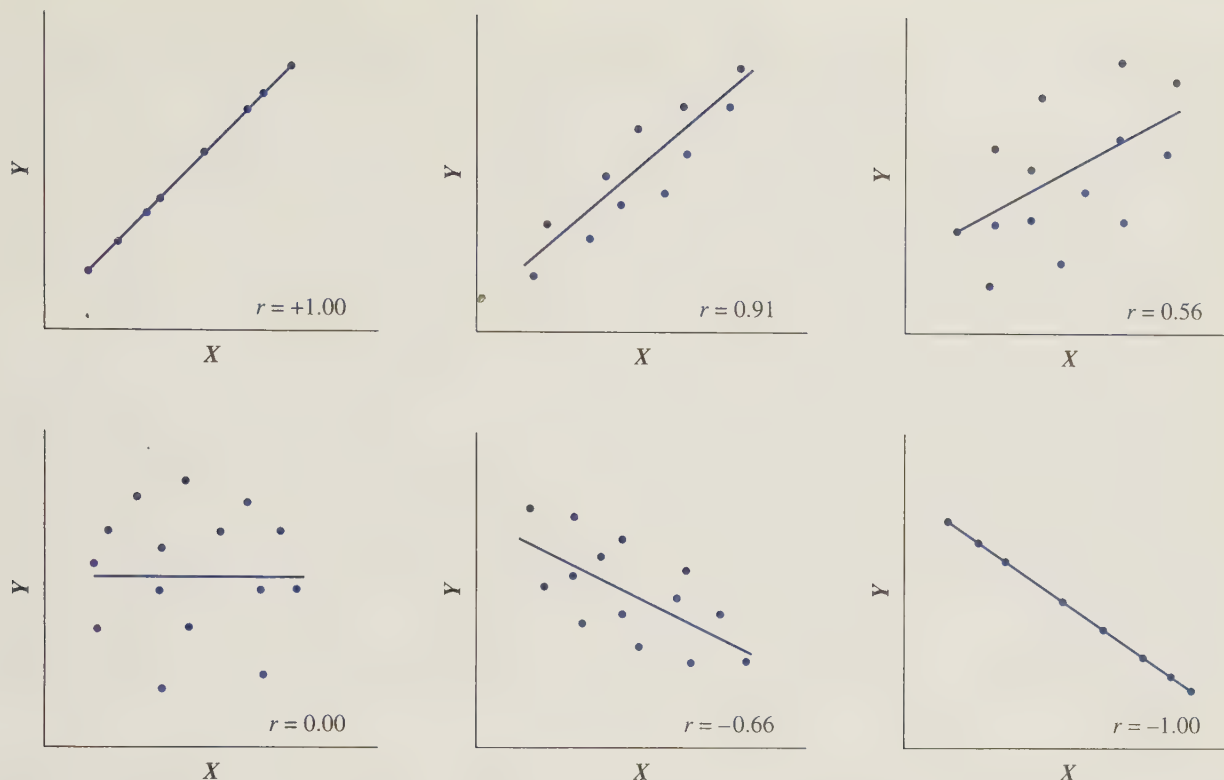 Y
r = +1.00
X
Y
r = 0.91
X
Y
r = 0.56
X
Y
r = 0.00
X
Y
r = −0.66
X
Y
r = −1.00
X